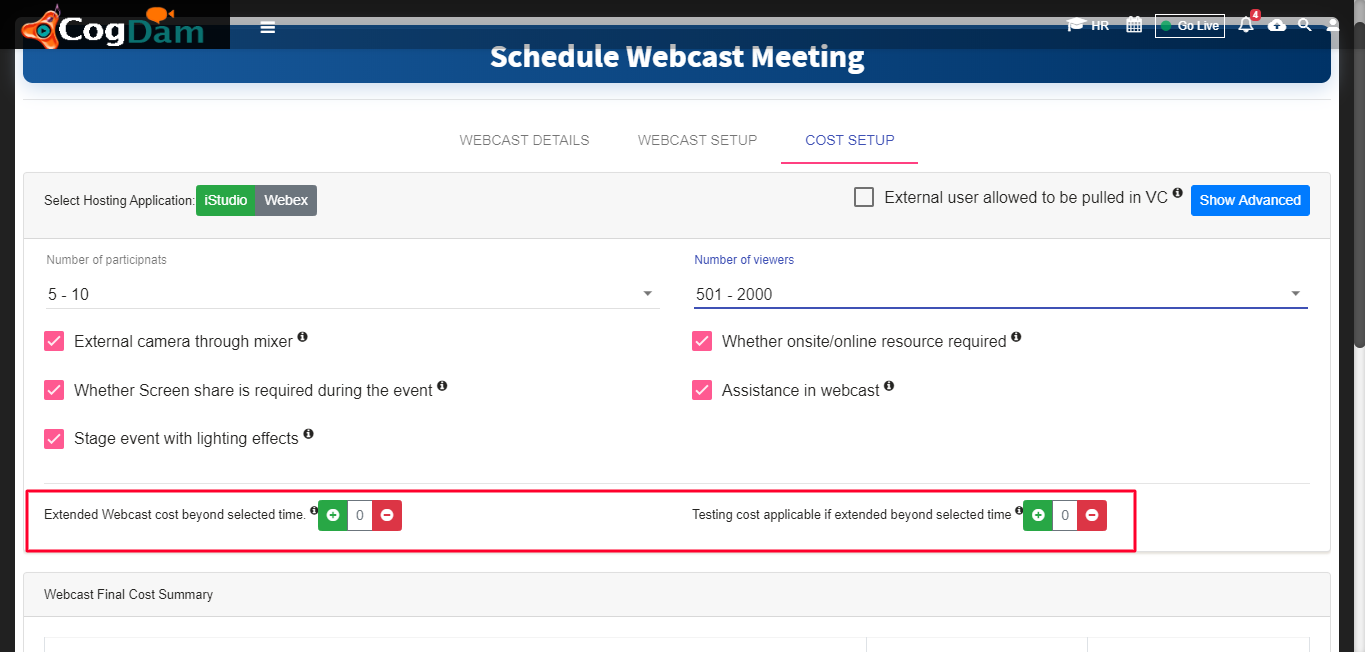 CogDam
HR
Go Live
4
Schedule Webcast Meeting
WEBCAST DETAILS
WEBCAST SETUP
COST SETUP
Select Hosting Application:
iStudio
Webex
External user allowed to be pulled in VC
Show Advanced
Number of participnats
Number of viewers
5 - 10
501 - 2000
External camera through mixer
Whether onsite/online resource required
Whether Screen share is required during the event
Assistance in webcast
Stage event with lighting effects
Extended Webcast cost beyond selected time.
0
Testing cost applicable if extended beyond selected time
0
Webcast Final Cost Summary